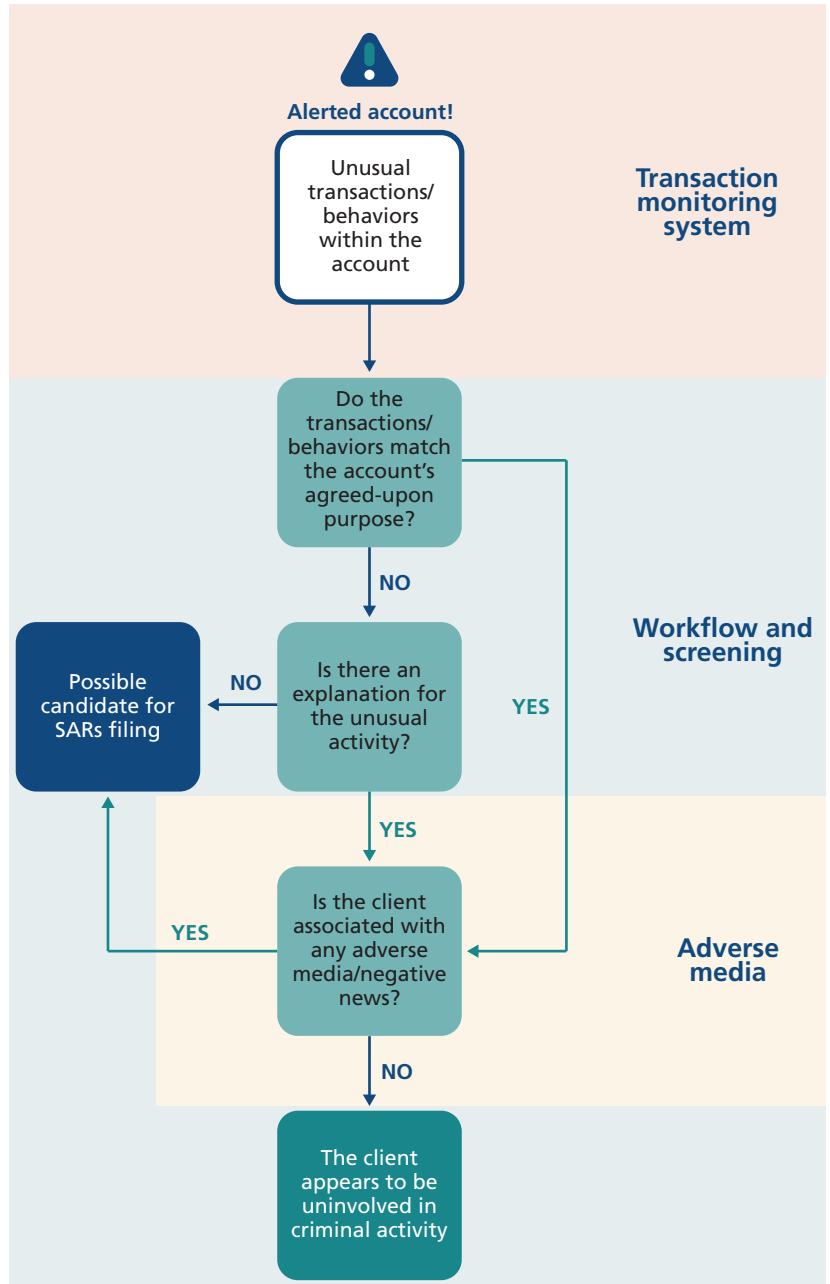 Alerted account!
Unusual
transactions/
behaviors
within the
account
Transaction
monitoring
system
Do the
transactions/
behaviors match
the account’s
agreed-upon
purpose?
NO
YES
Workflow and
screening
Is there an
explanation for
the unusual
activity?
NO
Possible
candidate for
SARs filing
YES
Is the client
associated with
any adverse
media/negative
news?
YES
Adverse
media
NO
The client
appears to be
uninvolved in
criminal activity